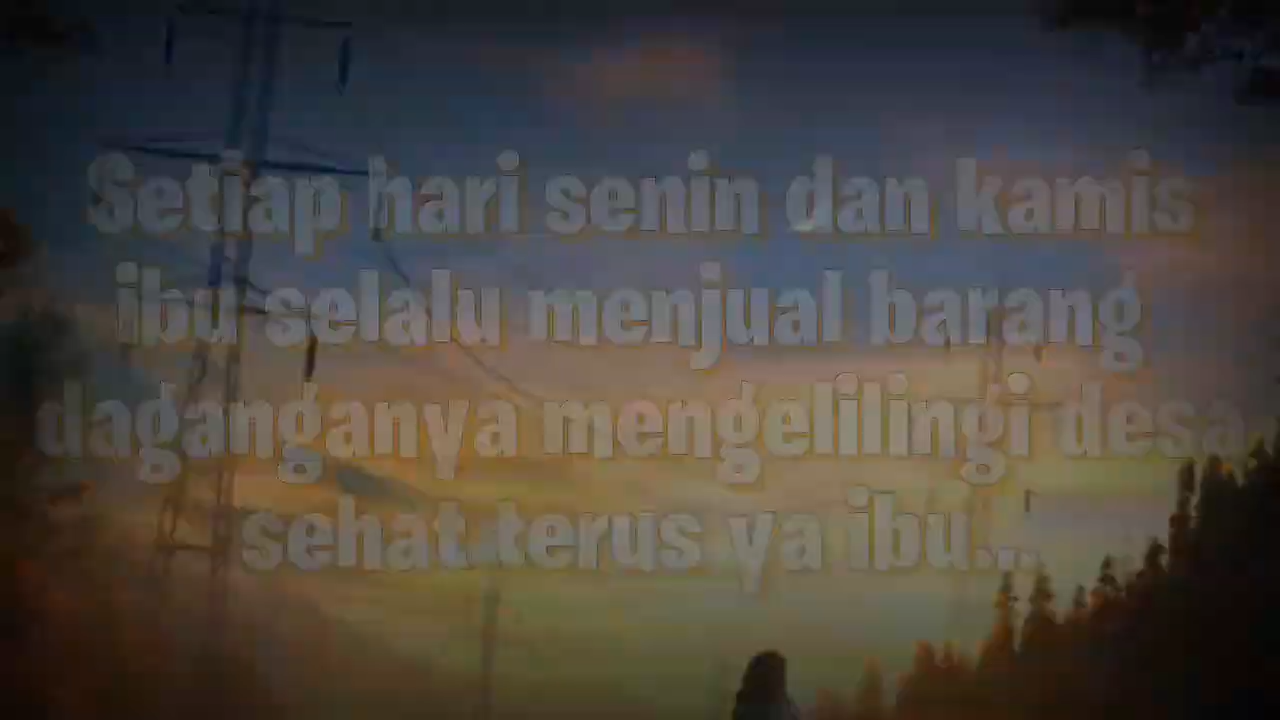 Setiap hari senin dan kamis
ibu selalu menjual barang
daganganya mengelilingi desa
sehat terus ya ibu...